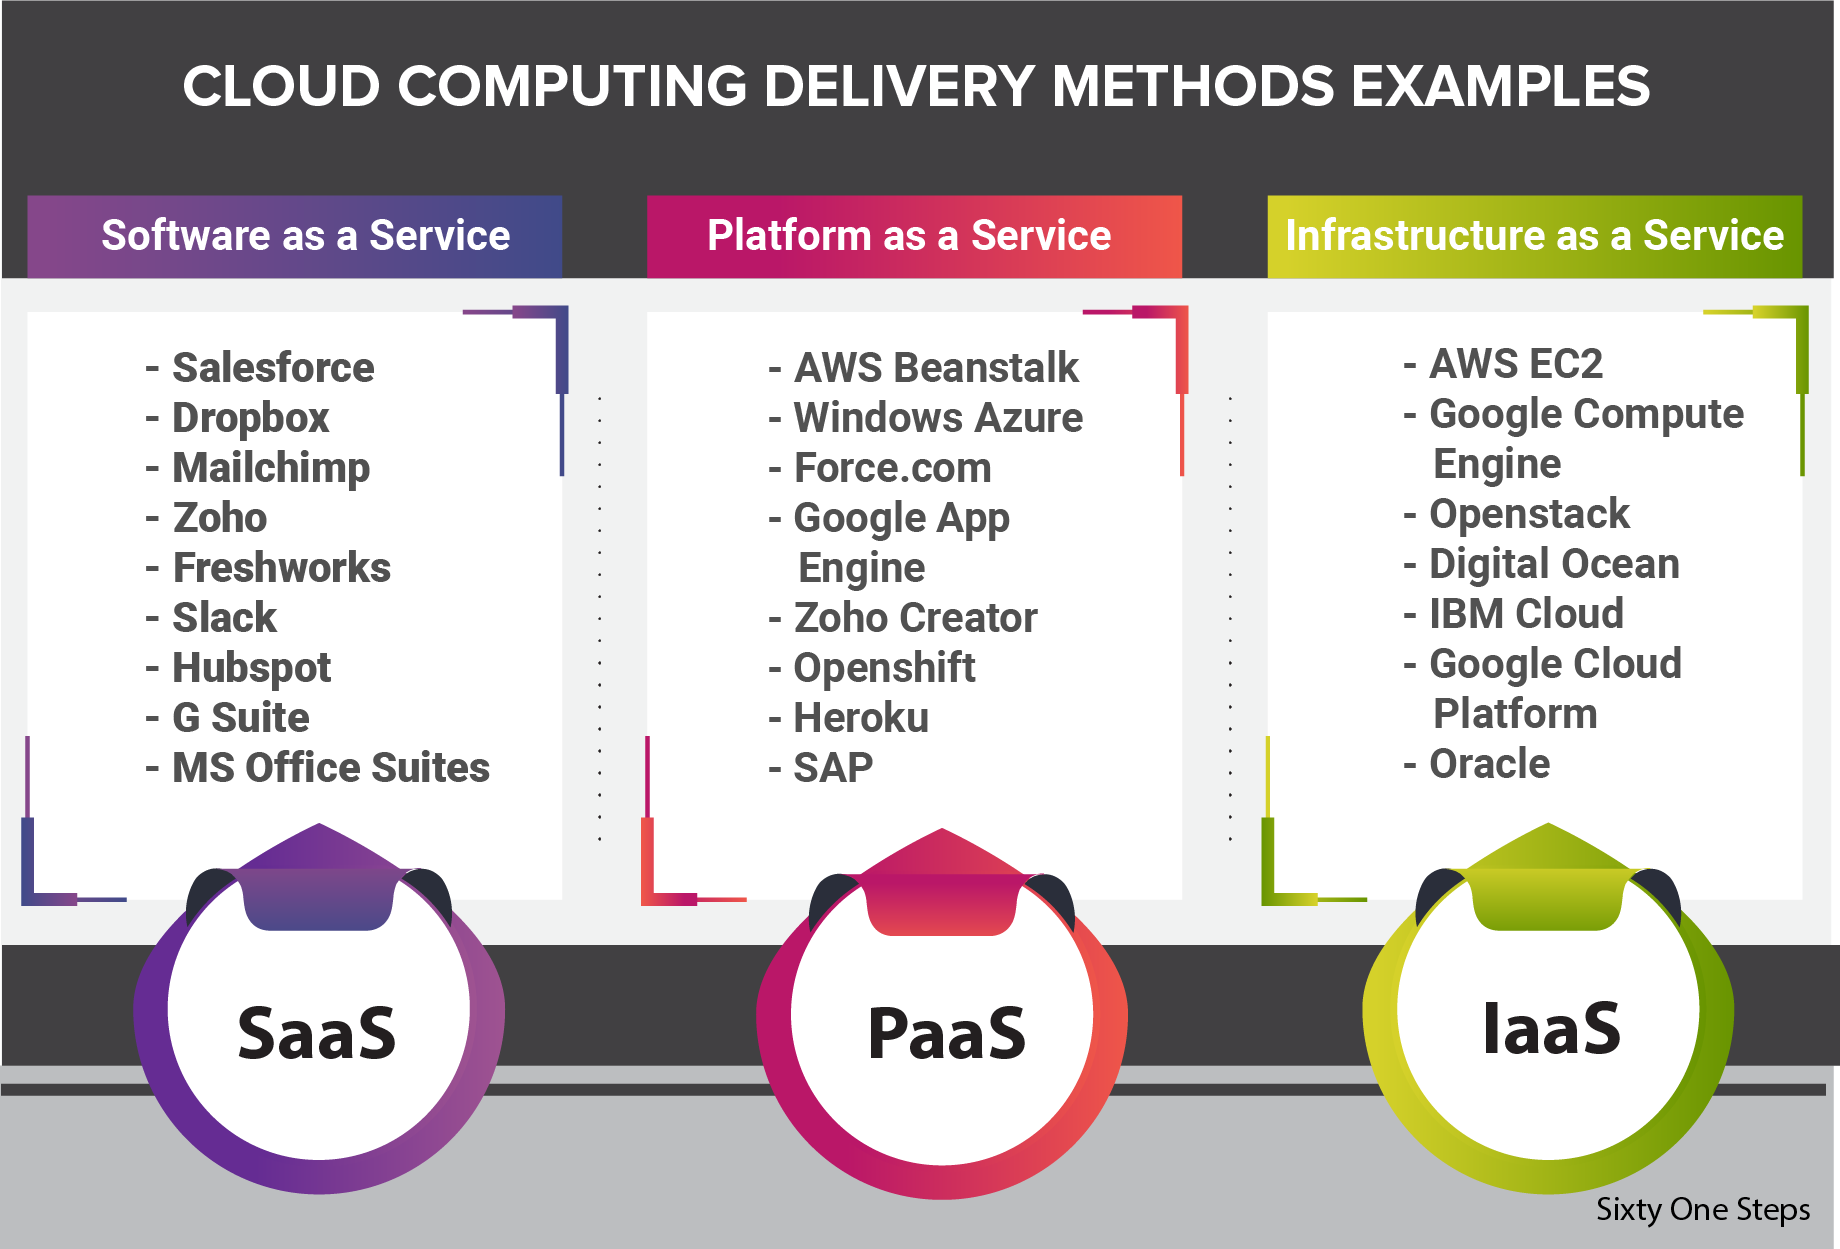 CLOUD COMPUTING DELIVERY METHODS EXAMPLES
Software as a Service
- Salesforce
- Dropbox
- Mailchimp
- Zoho
- Freshworks
- Slack
- Hubspot
- G Suite
- MS Office Suites
SaaS
Platform as a Service
- AWS Beanstalk
- Windows Azure
- Force.com
- Google App
Engine
- Zoho Creator
- Openshift
- Heroku
- SAP
PaaS
Infrastructure as a Service
- AWS EC2
- Google Compute
Engine
- Openstack
- Digital Ocean
- IBM Cloud
- Google Cloud
Platform
- Oracle
IaaS
Sixty One Steps